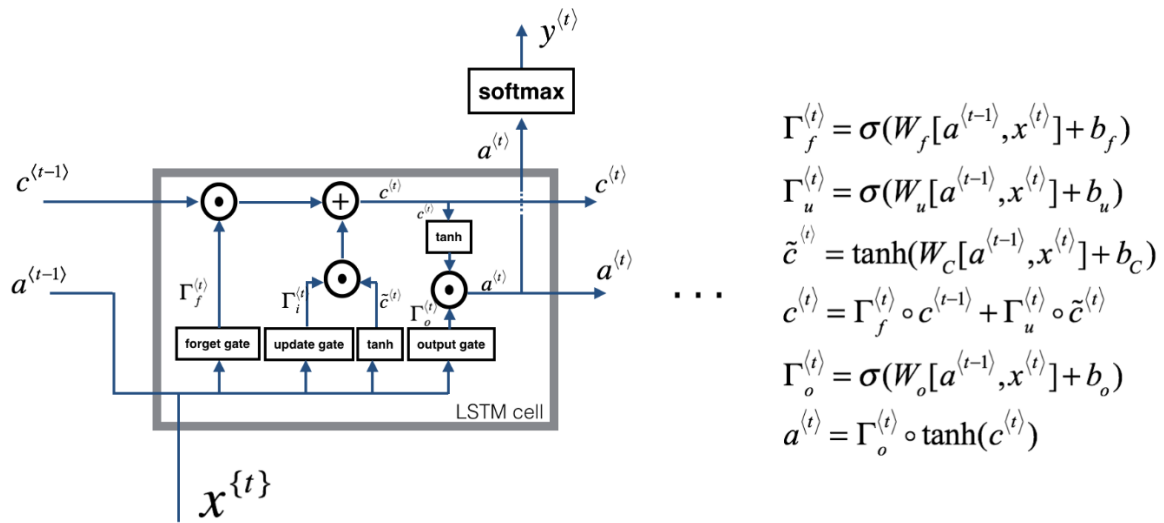 y⟨t⟩
softmax
a⟨t⟩
c⟨t−1⟩
c⟨t⟩
c⟨t⟩
c⟨t⟩
tanh
a⟨t−1⟩
a⟨t⟩
a⟨t⟩
Γf⟨t⟩
Γi⟨t
c̃⟨t⟩
Γo⟨t⟩
forget gate
update gate
tanh
output gate
LSTM cell
x{t}
. . .
Γf⟨t⟩ = σ(Wf[a⟨t−1⟩, x⟨t⟩] + bf)
Γu⟨t⟩ = σ(Wu[a⟨t−1⟩, x⟨t⟩] + bu)
c̃⟨t⟩ = tanh(WC[a⟨t−1⟩, x⟨t⟩] + bC)
c⟨t⟩ = Γf⟨t⟩ ∘ c⟨t−1⟩ + Γu⟨t⟩ ∘ c̃⟨t⟩
Γo⟨t⟩ = σ(Wo[a⟨t−1⟩, x⟨t⟩] + bo)
a⟨t⟩ = Γo⟨t⟩ ∘ tanh(c⟨t⟩)